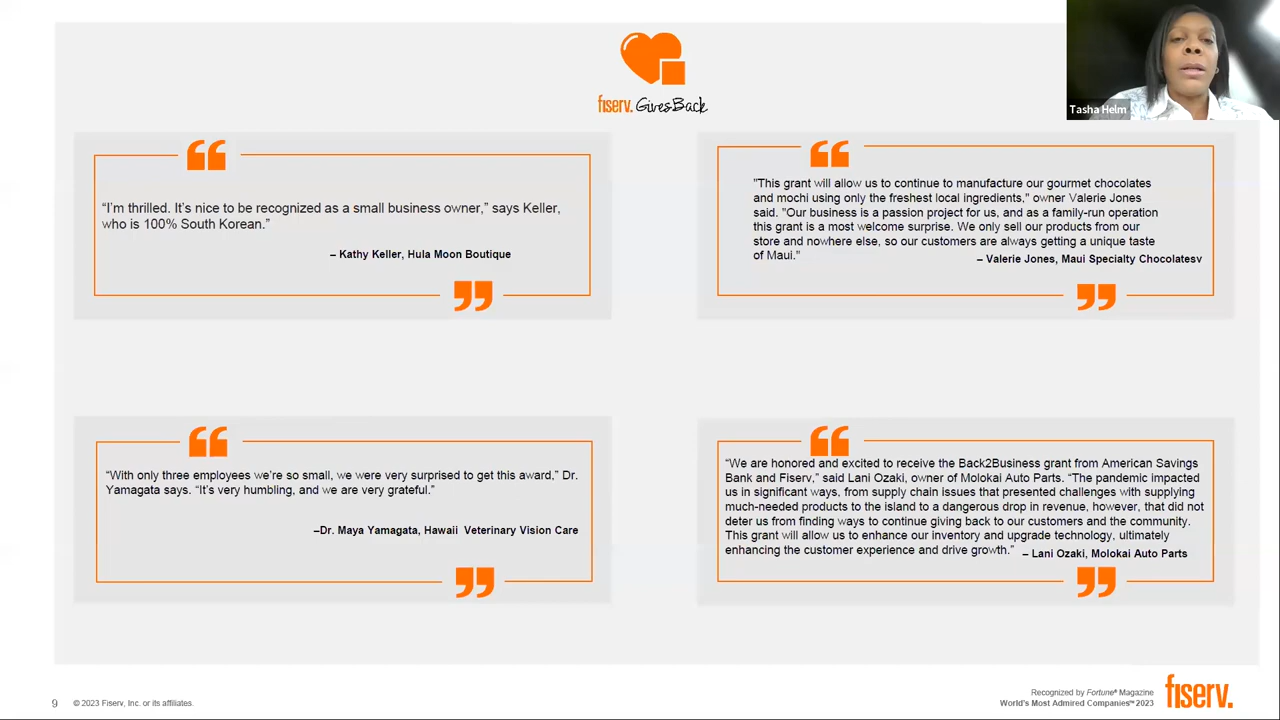 fiserv. GivesBack
Tasha Helm
“I’m thrilled. It’s nice to be recognized as a small business owner,” says Keller,
who is 100% South Korean.”
– Kathy Keller, Hula Moon Boutique
"This grant will allow us to continue to manufacture our gourmet chocolates
and mochi using only the freshest local ingredients," owner Valerie Jones
said. "Our business is a passion project for us, and as a family-run operation
this grant is a most welcome surprise. We only sell our products from our
store and nowhere else, so our customers are always getting a unique taste
of Maui."
– Valerie Jones, Maui Specialty Chocolatesv
“With only three employees we’re so small, we were very surprised to get this award,” Dr.
Yamagata says. “It’s very humbling, and we are very grateful.”
–Dr. Maya Yamagata, Hawaii Veterinary Vision Care
“We are honored and excited to receive the Back2Business grant from American Savings
Bank and Fiserv,” said Lani Ozaki, owner of Molokai Auto Parts. “The pandemic impacted
us in significant ways, from supply chain issues that presented challenges with supplying
much-needed products to the island to a dangerous drop in revenue, however, that did not
deter us from finding ways to continue giving back to our customers and the community.
This grant will allow us to enhance our inventory and upgrade technology, ultimately
enhancing the customer experience and drive growth.”
– Lani Ozaki, Molokai Auto Parts
9
© 2023 Fiserv, Inc. or its affiliates.
Recognized by Fortune® Magazine
World’s Most Admired Companies™ 2023
fiserv.